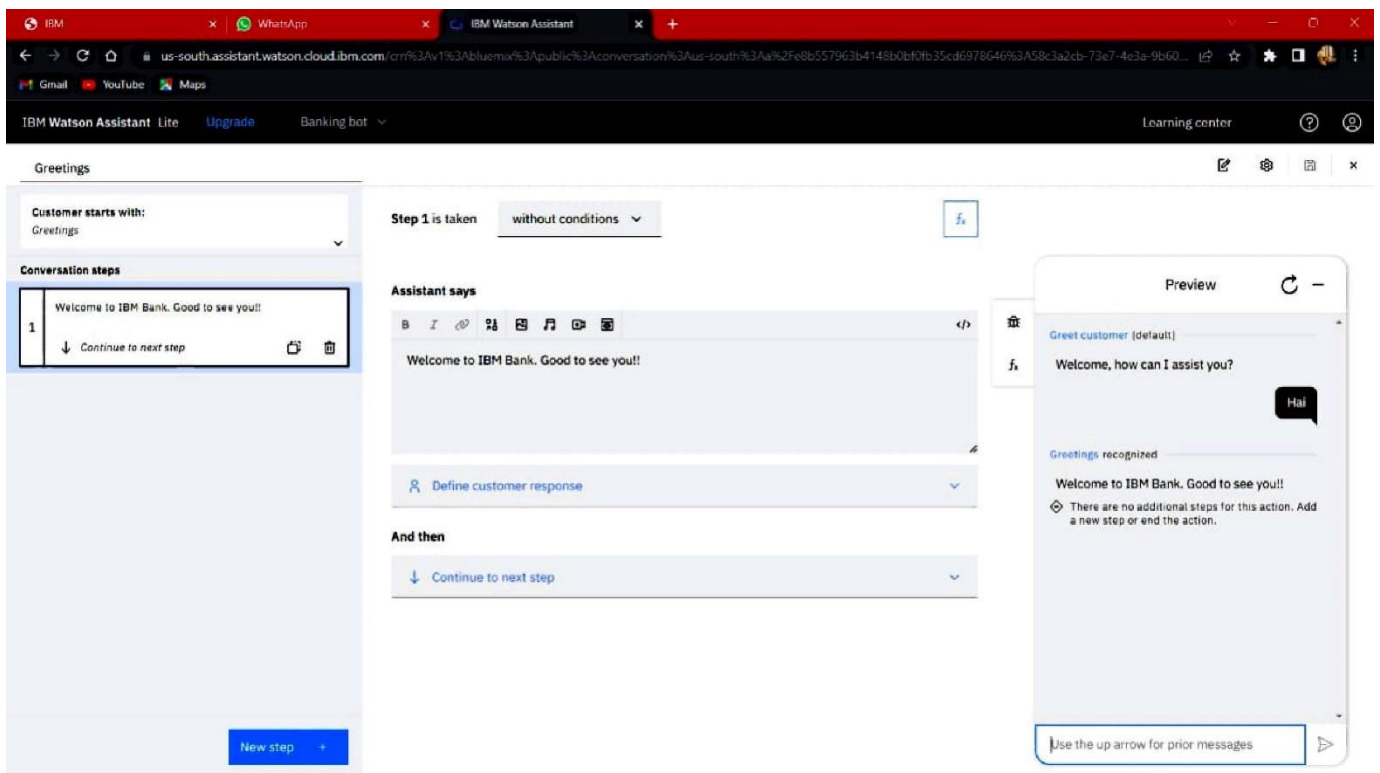 IBM
WhatsApp
IBM Watson Assistant
us-south.assistant.watson.cloud.ibm.com/
Gmail
YouTube
Maps
IBM Watson Assistant Lite
Upgrade
Banking bot
Learning center
Greetings
Customer starts with:
Greetings
Conversation steps
1
Welcome to IBM Bank. Good to see you!!
Continue to next step
New step +
Step 1 is taken
without conditions
fx
Assistant says
B I
</>
Welcome to IBM Bank. Good to see you!!
Define customer response
And then
Continue to next step
fx
Preview
Greet customer (default)
Welcome, how can I assist you?
Hai
Greetings recognized
Welcome to IBM Bank. Good to see you!!
There are no additional steps for this action. Add
a new step or end the action.
Use the up arrow for prior messages